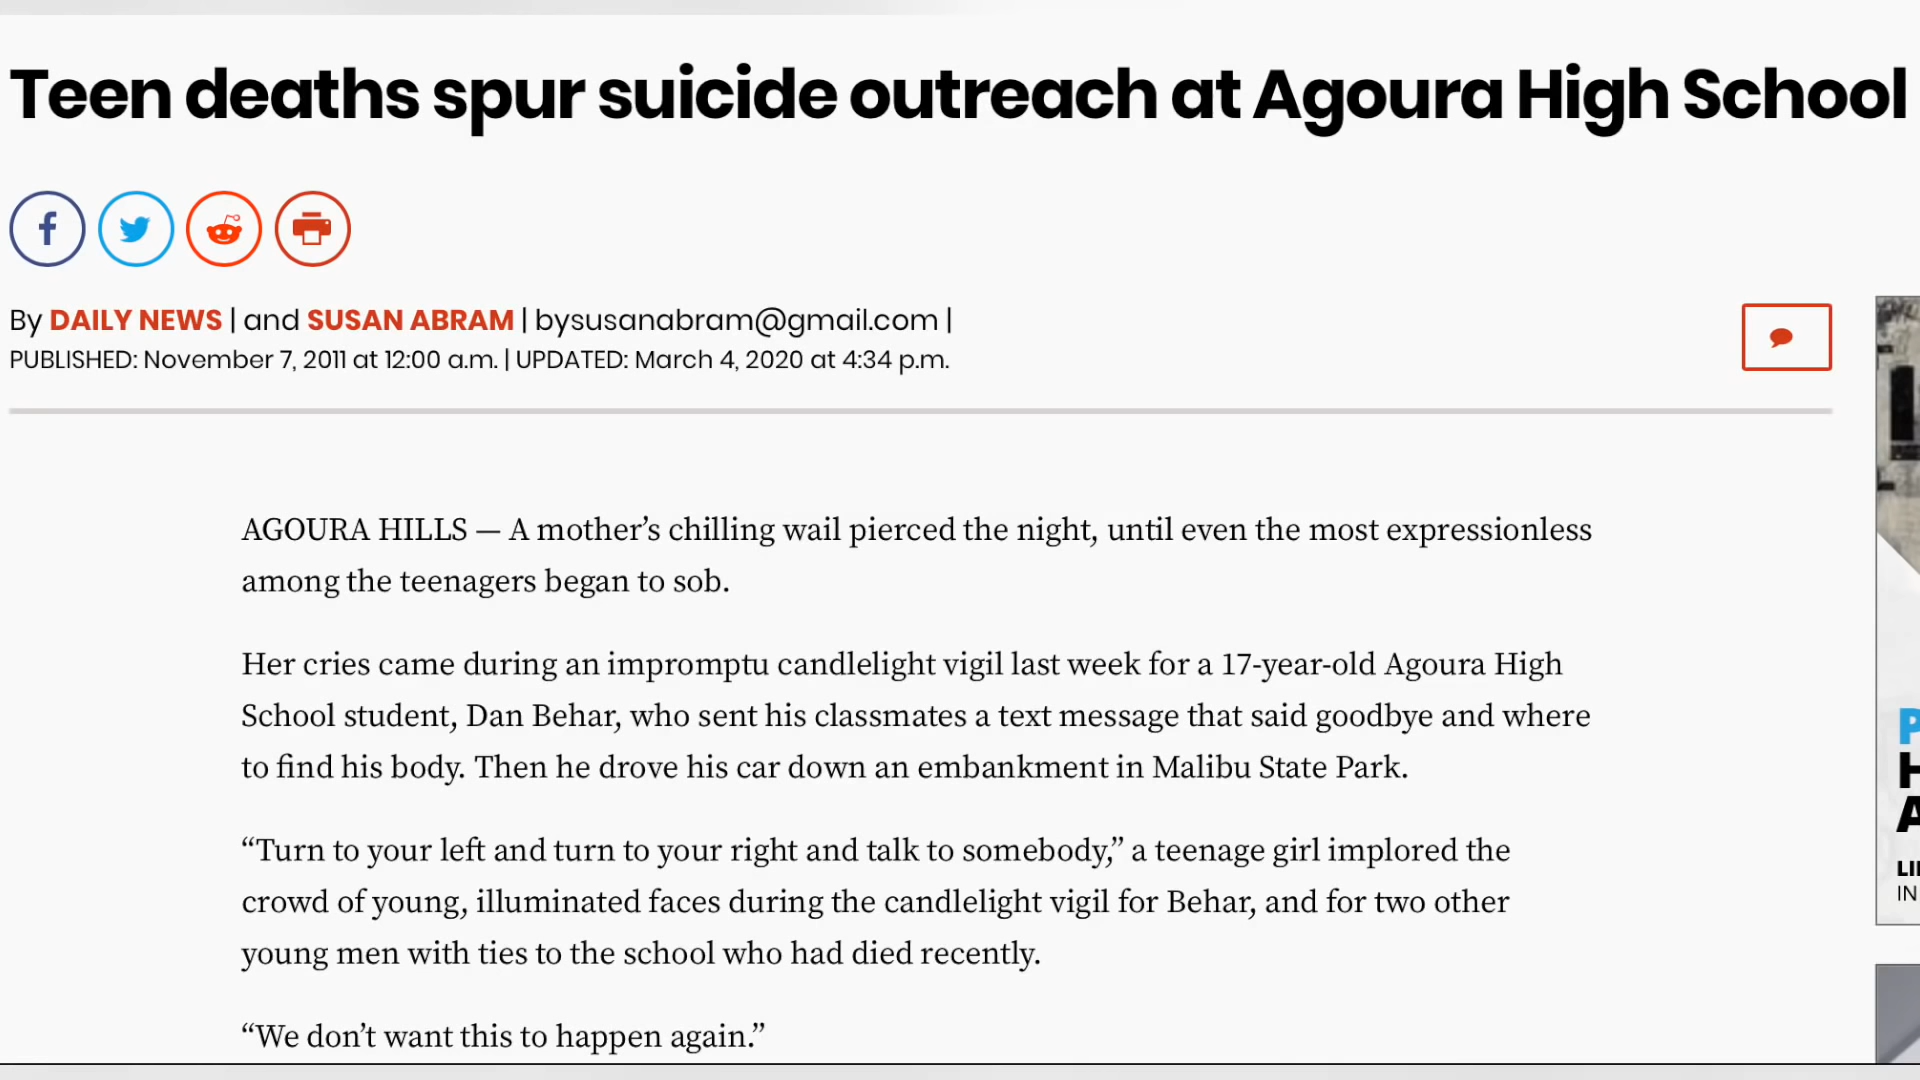 Teen deaths spur suicide outreach at Agoura High School
By DAILY NEWS | and SUSAN ABRAM | bysusanabram@gmail.com |
PUBLISHED: November 7, 2011 at 12:00 a.m. | UPDATED: March 4, 2020 at 4:34 p.m.
AGOURA HILLS — A mother’s chilling wail pierced the night, until even the most expressionless
among the teenagers began to sob.
Her cries came during an impromptu candlelight vigil last week for a 17-year-old Agoura High
School student, Dan Behar, who sent his classmates a text message that said goodbye and where
to find his body. Then he drove his car down an embankment in Malibu State Park.
“Turn to your left and turn to your right and talk to somebody,” a teenage girl implored the
crowd of young, illuminated faces during the candlelight vigil for Behar, and for two other
young men with ties to the school who had died recently.
“We don’t want this to happen again.”
IN